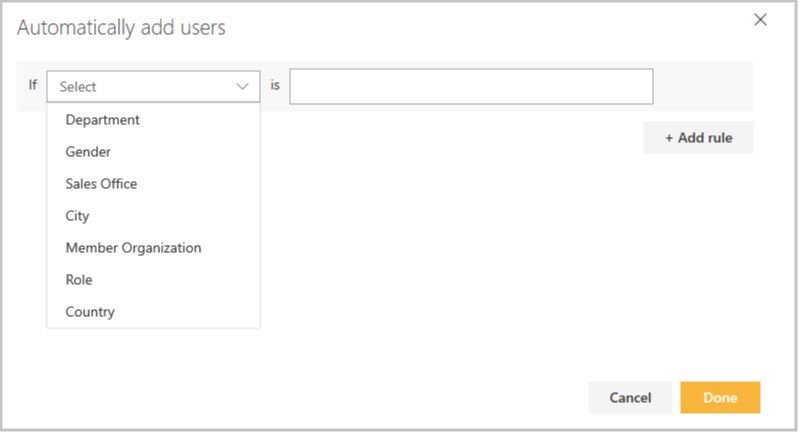 Automatically add users
If Select is
Department
Gender
Sales Office
City
Member Organization
Role
Country
+ Add rule
Cancel Done